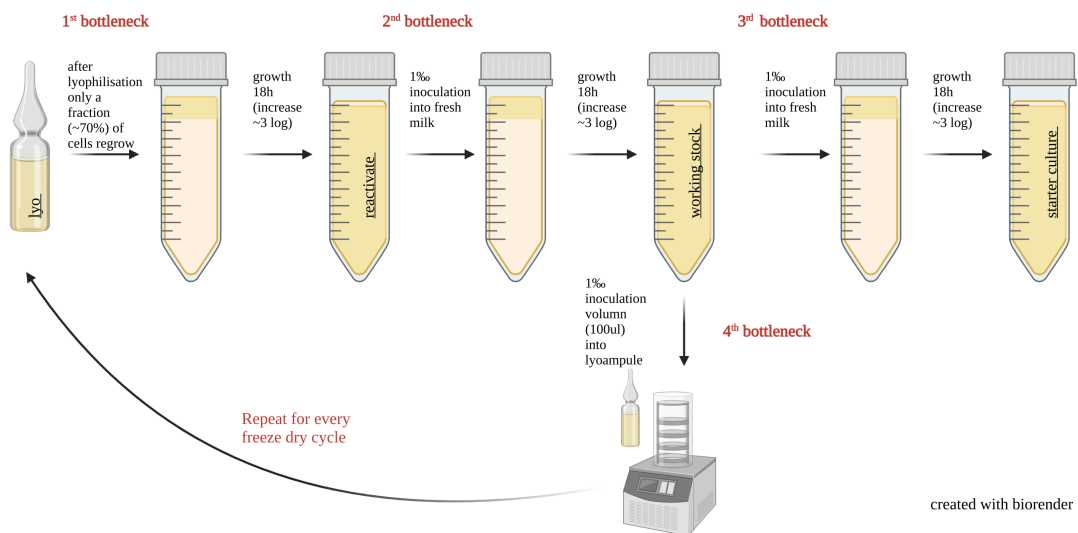 1st bottleneck
2nd bottleneck
3rd bottleneck
after
lyophilisation
only a
fraction
(~70%) of
cells regrow
growth
18h
(increase
~3 log)
1‰
inoculation
into fresh
milk
growth
18h
(increase
~3 log)
1‰
inoculation
into fresh
milk
growth
18h
(increase
~3 log)
lyo
reactivate
working stock
starter culture
1‰
inoculation
volumn
(100ul)
into
lyoampule
4th bottleneck
Repeat for every
freeze dry cycle
created with biorender